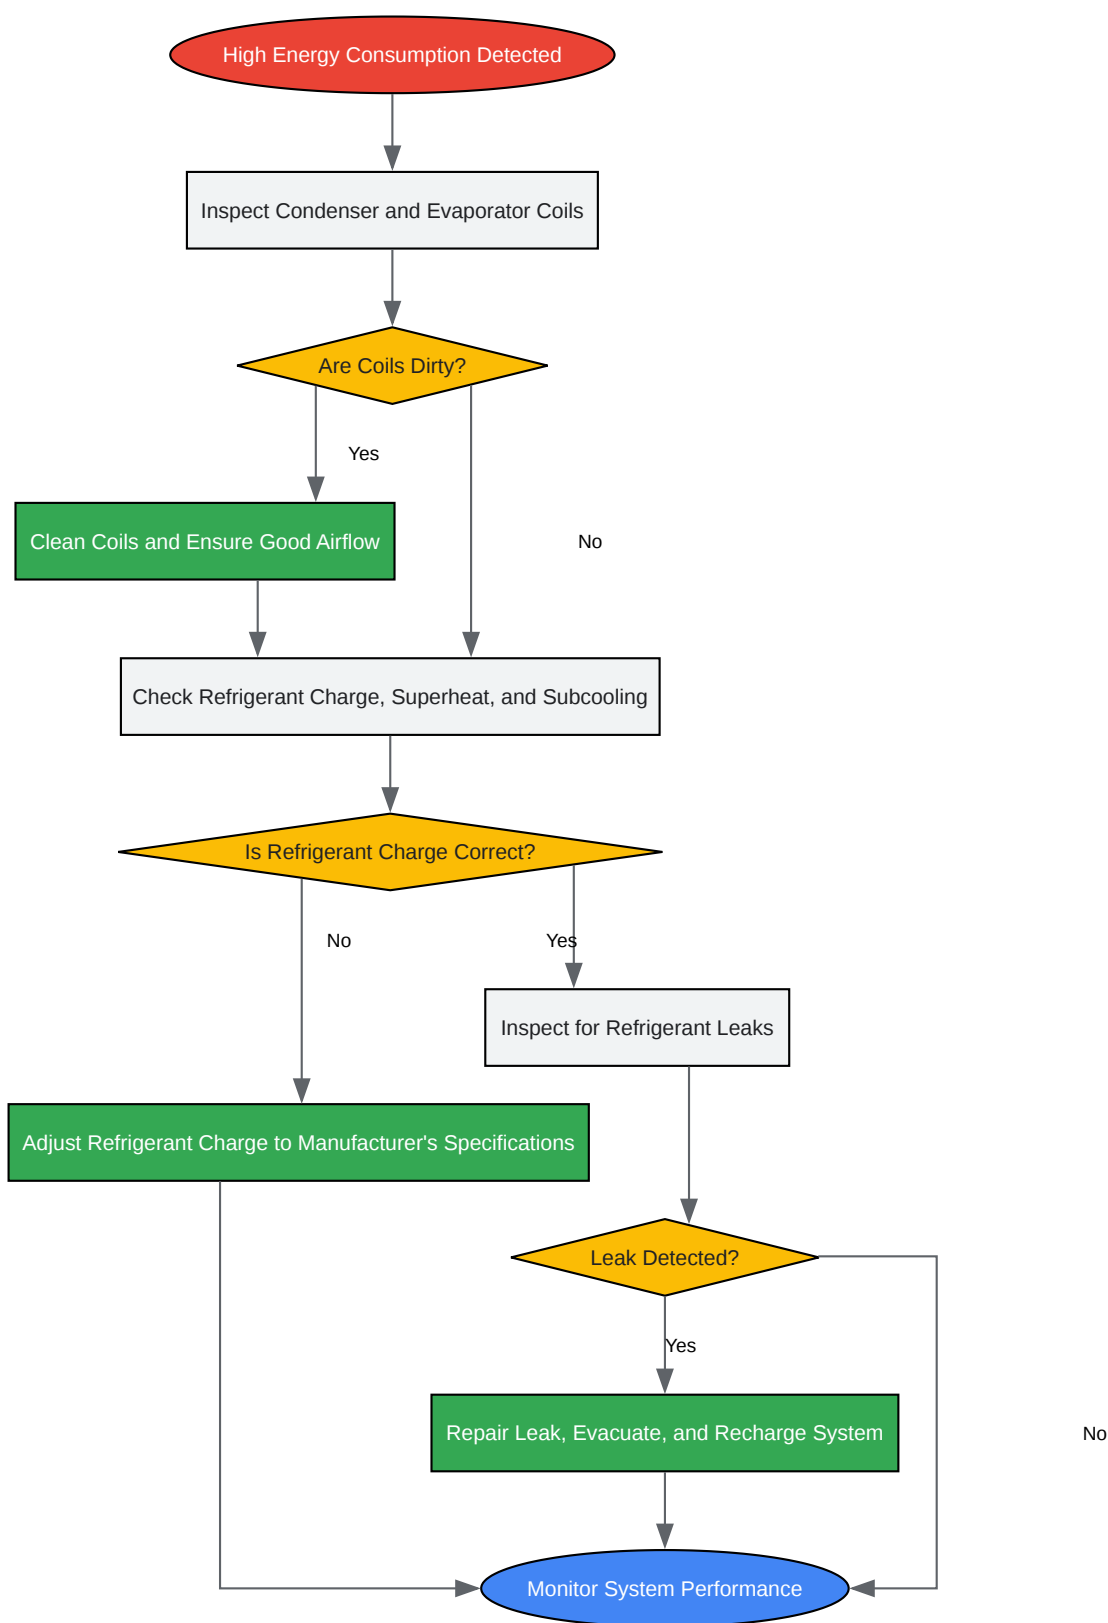 High Energy Consumption Detected
Inspect Condenser and Evaporator Coils
Are Coils Dirty?
Yes
Clean Coils and Ensure Good Airflow
No
Check Refrigerant Charge, Superheat, and Subcooling
Is Refrigerant Charge Correct?
No
Yes
Inspect for Refrigerant Leaks
Adjust Refrigerant Charge to Manufacturer's Specifications
Leak Detected?
Yes
Repair Leak, Evacuate, and Recharge System
No
Monitor System Performance